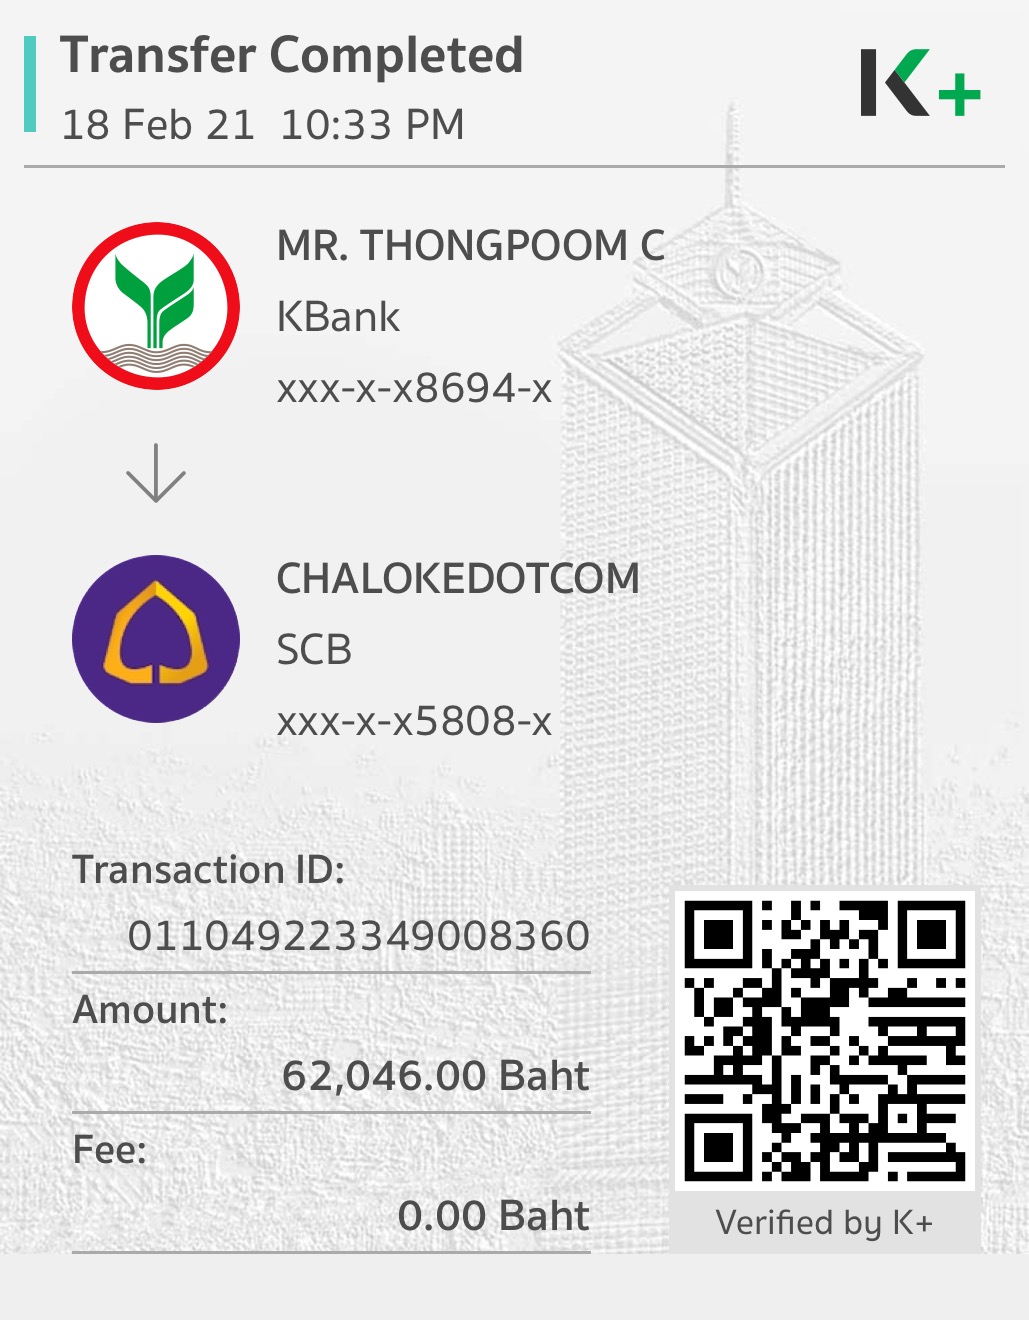 Transfer Completed
18 Feb 21 10:33 PM
K+
MR. THONGPOOM C
KBank
xxx-x-x8694-x
CHALOKEDOTCOM
SCB
xxx-x-x5808-x
Transaction ID:
011049223349008360
Amount:
62,046.00 Baht
Fee:
0.00 Baht
Verified by K+